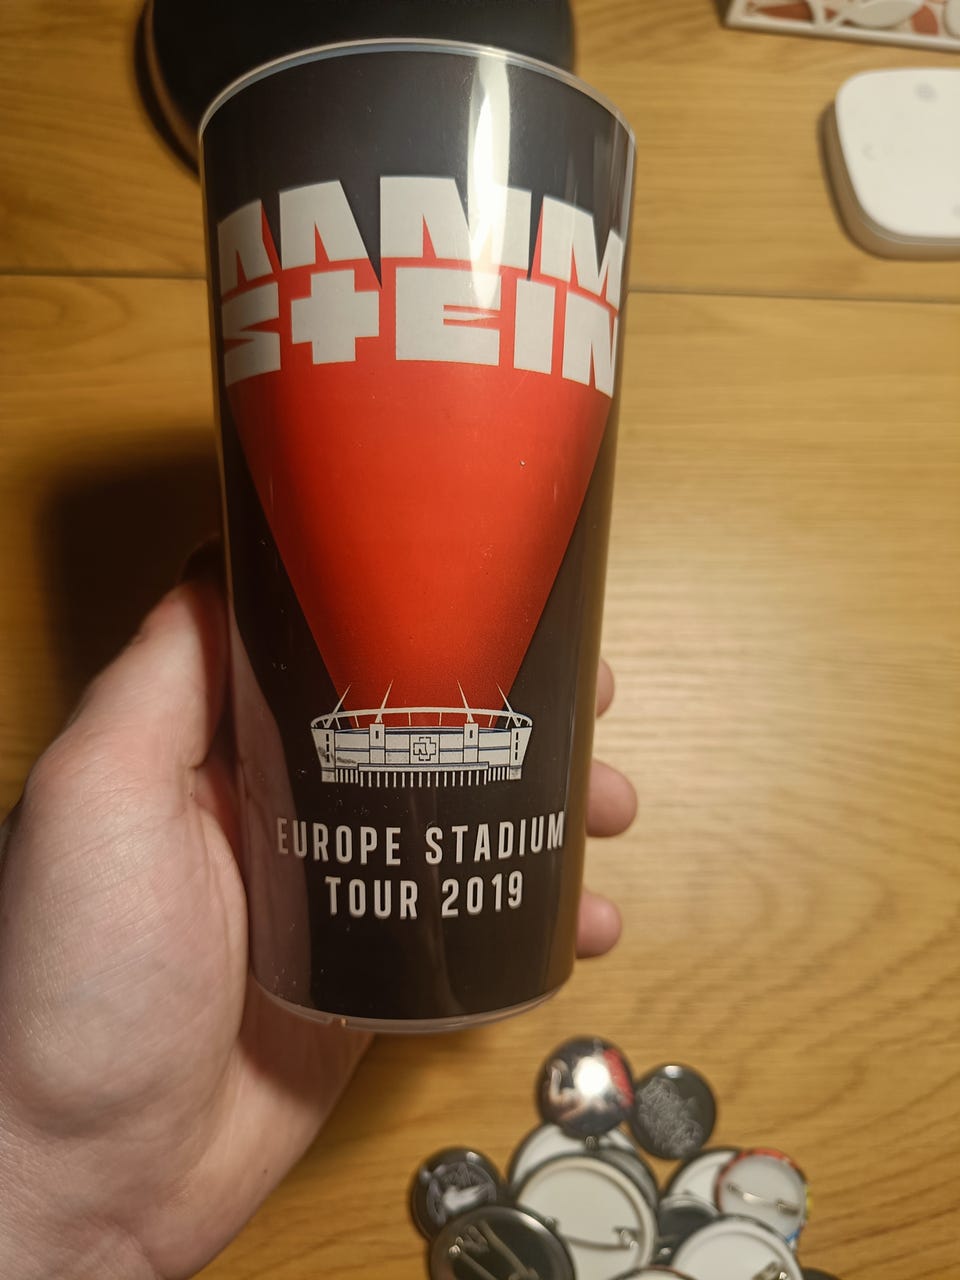 RAMM
STEIN
EUROPE STADIUM
TOUR 2019